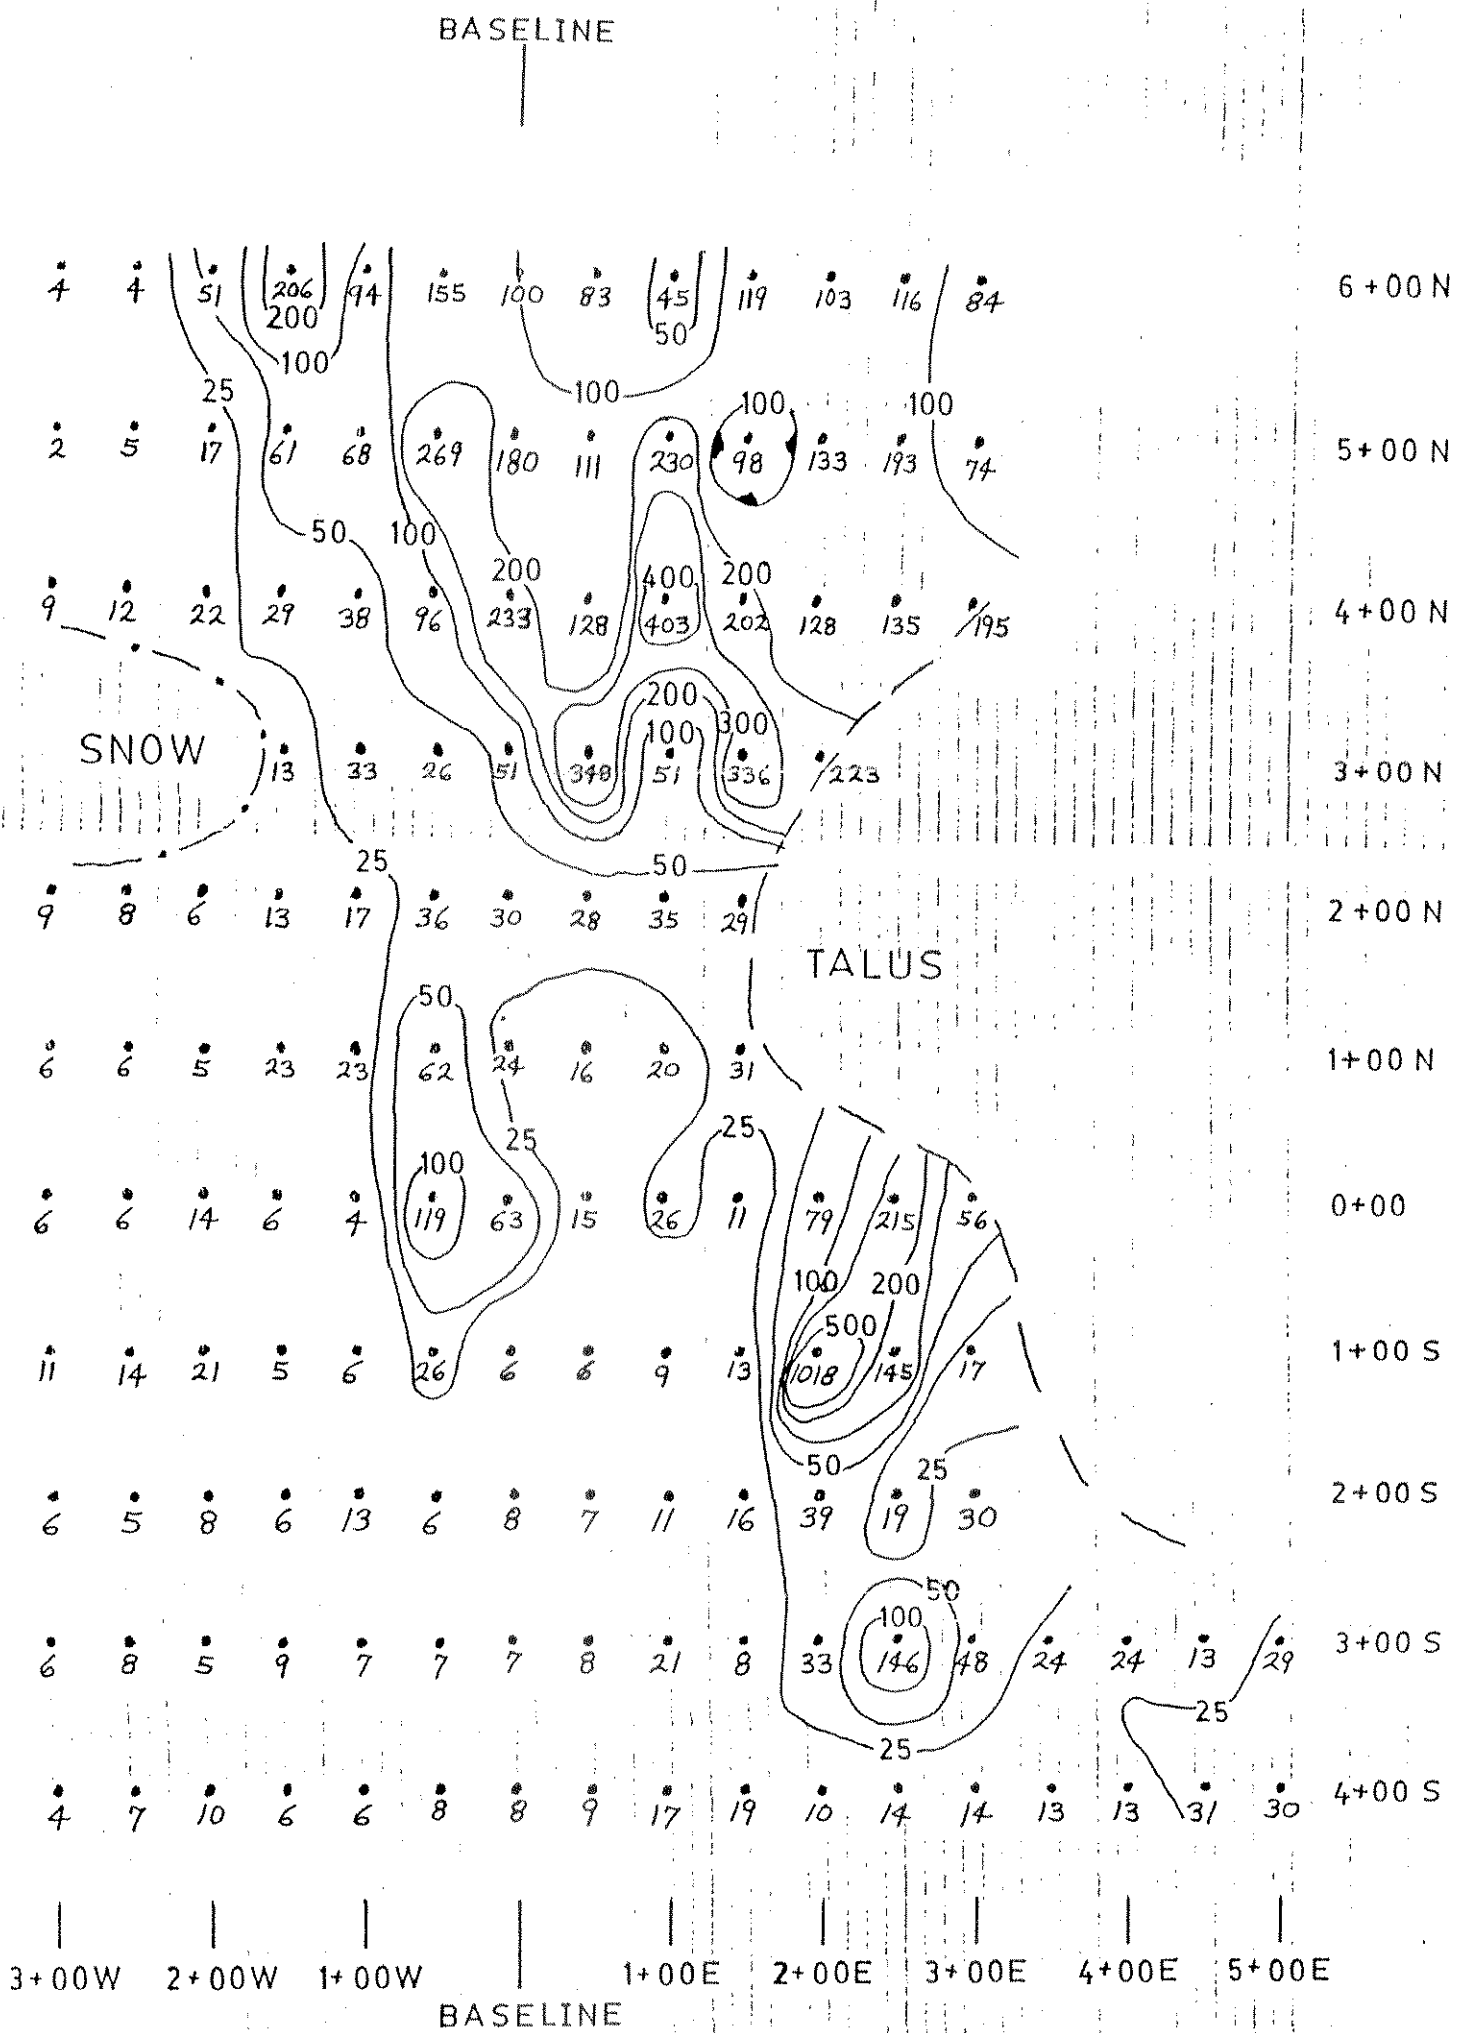 BASELINE
4 4 51 206 94 155 100 83 45 119 103 116 84 6+00 N
200 50
100
25 100
100 100
2 5 17 61 68 269 180 111 230 98 133 193 74 5+00 N
50 100
200 400 200
9 12 22 29 38 96 233 128 403 202 128 135 195 4+00 N
200
SNOW 100 300
13 33 26 51 348 51 336 223 3+00 N
25 50
9 8 6 13 17 36 30 28 35 29 2+00 N
TALUS
50
6 6 5 23 23 62 24 16 20 31 1+00 N
25 25
100
6 6 14 6 4 119 63 15 26 11 79 215 56 0+00
100 200
500
11 14 21 5 6 26 6 6 9 13 1018 145 17 1+00 S
50 25
6 5 8 6 13 6 8 7 11 16 39 19 30 2+00 S
50
100
6 8 5 9 7 7 7 8 21 8 33 146 48 24 24 13 29 3+00 S
25
25
4 7 10 6 6 8 8 9 17 19 10 14 14 13 13 31 30 4+00 S
3+00W 2+00W 1+00W 1+00E 2+00E 3+00E 4+00E 5+00E
BASELINE